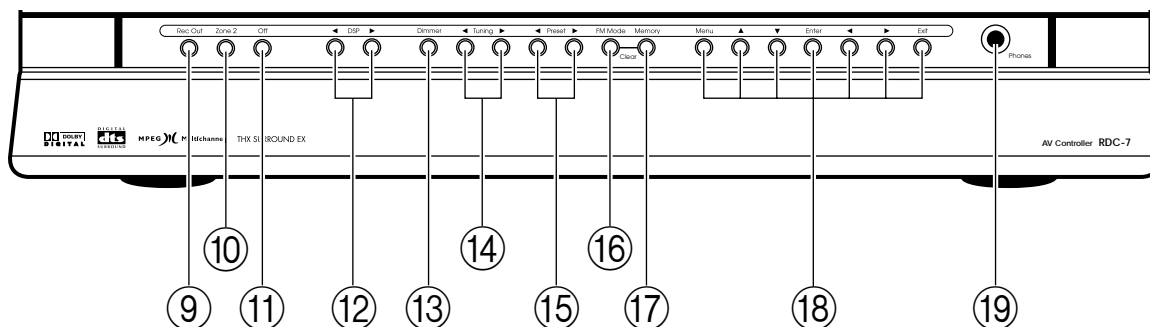 Rec Out Zone 2 Off ◄ DSP ► Dimmer ◄ Tuning ► ◄ Preset ► FM Mode Memory Menu ▲ ▼ Enter ◄ ► Exit
Clear
Phones
DOLBY DIGITAL
DIGITAL dts SURROUND
MPEG Multichannel
THX SURROUND EX
AV Controller RDC-7
⑩ ⑭ ⑯
⑨ ⑪ ⑫ ⑬ ⑮ ⑰ ⑱ ⑲